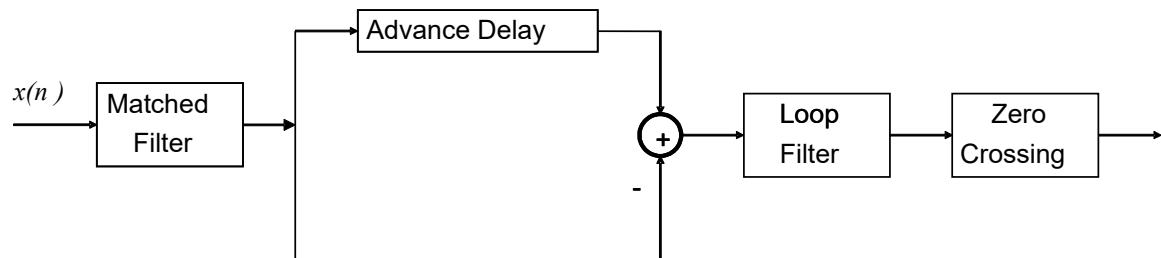 Advance Delay
x(n )
Matched
Filter
+
-
Loop
Filter
Zero
Crossing